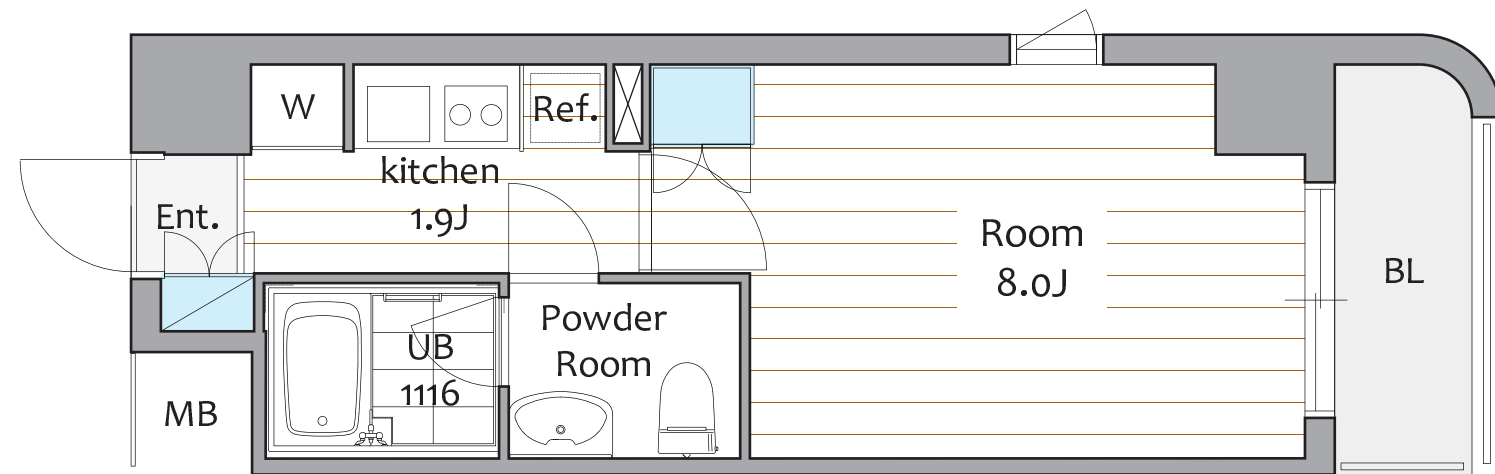 W
Ref.
kitchen
1.9J
Ent.
Room
8.0J
BL
Powder
Room
UB
1116
MB